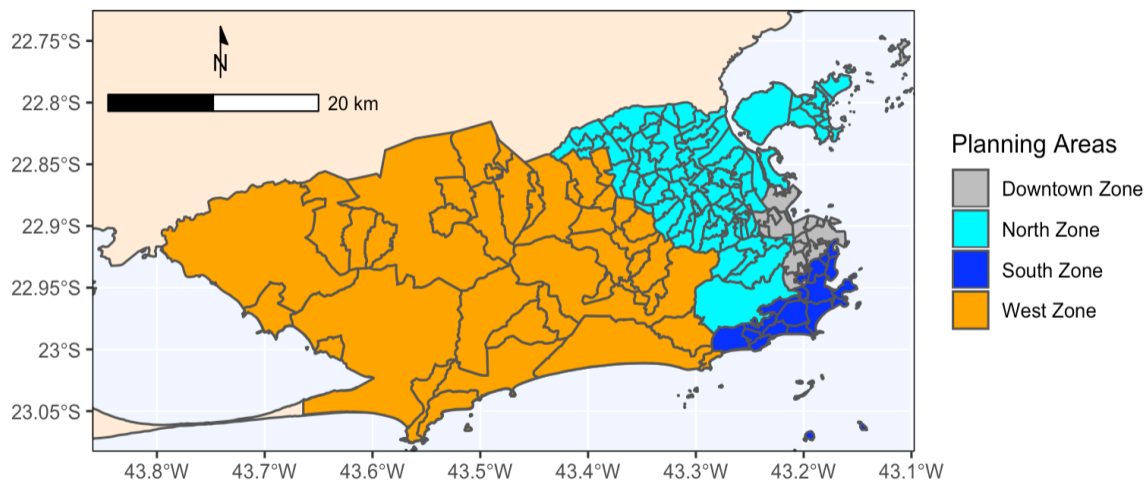 22.75°S
22.8°S
22.85°S
22.9°S
22.95°S
23°S
23.05°S
N
20 km
43.8°W
43.7°W
43.6°W
43.5°W
43.4°W
43.3°W
43.2°W
43.1°W
Planning Areas
Downtown Zone
North Zone
South Zone
West Zone